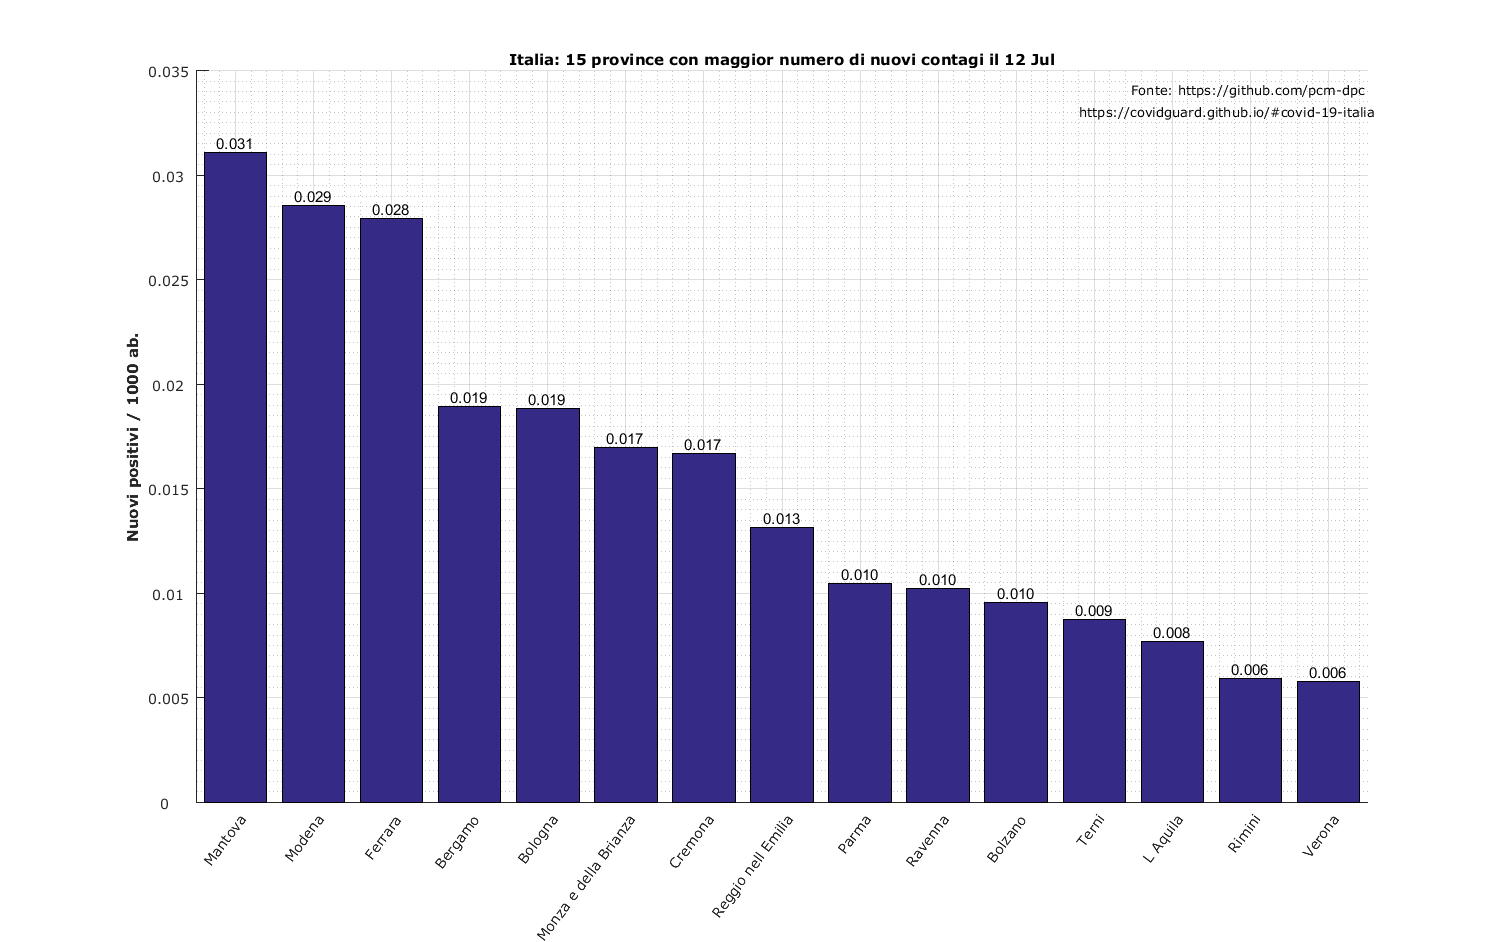 Italia: 15 province con maggior numero di nuovi contagi il 12 Jul
Fonte: https://github.com/pcm-dpc
https://covidguard.github.io/#covid-19-italia
Nuovi positivi / 1000 ab.
0.035
0.03
0.025
0.02
0.015
0.01
0.005
0
0.031
0.029
0.028
0.019
0.019
0.017
0.017
0.013
0.010
0.010
0.010
0.009
0.008
0.006
0.006
Mantova
Modena
Ferrara
Bergamo
Bologna
Monza e della Brianza
Cremona
Reggio nell Emilia
Parma
Ravenna
Bolzano
Terni
L Aquila
Rimini
Verona